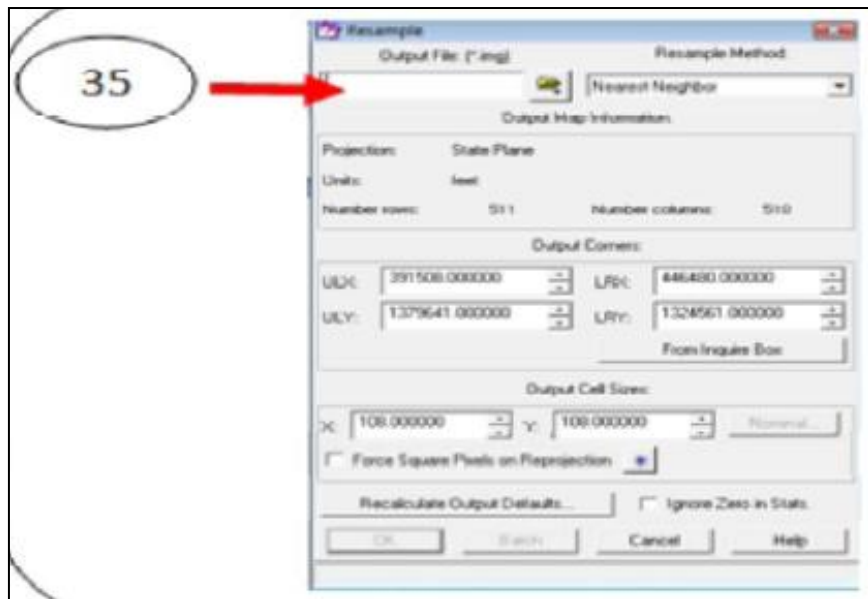 Resample
Output File: (*.img) Resample Method:
35
Nearest Neighbor
Output Map Information:
Projection: State Plane
Units: feet
Number rows: 511 Number columns: 510
Output Corners:
ULX: 391508.000000 LRX: 446480.000000
ULY: 1379641.000000 LRY: 1324561.000000
From Inquire Box
Output Cell Sizes:
X: 108.000000 Y: 108.000000 Nominal...
Force Square Pixels on Reprojection
Recalculate Output Defaults... Ignore Zero in Stats.
OK Batch Cancel Help